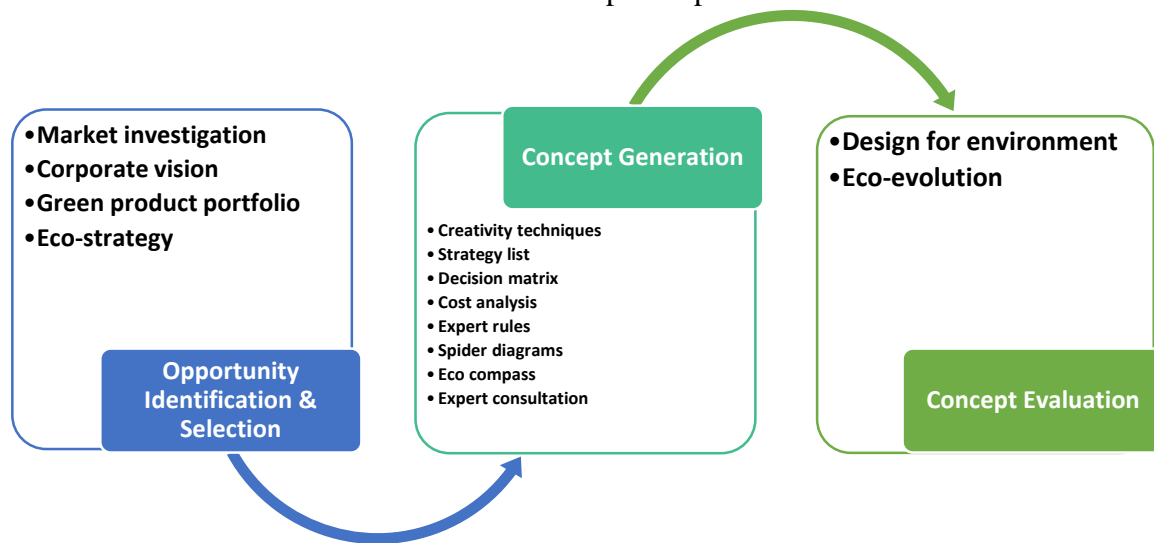 •Market investigation
•Corporate vision
•Green product portfolio
•Eco-strategy
Opportunity
Identification &
Selection
Concept Generation
• Creativity techniques
• Strategy list
• Decision matrix
• Cost analysis
• Expert rules
• Spider diagrams
• Eco compass
• Expert consultation
•Design for environment
•Eco-evolution
Concept Evaluation